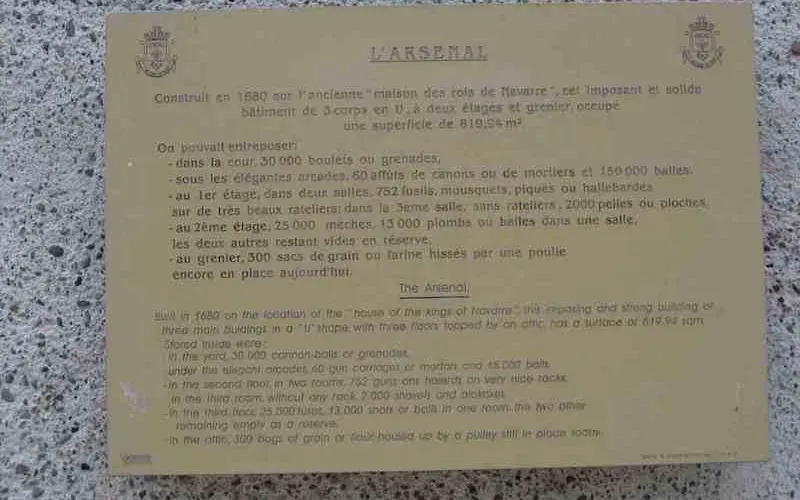 L'ARSENAL
Construit en 1680 sur l'ancienne "maison des rois de Navarre", cet imposant et solide
bâtiment de 3 corps en U, à deux étages et grenier, occupe
une superficie de 819,94 m².
On pouvait entreposer:
- dans la cour, 30 000 boulets ou grenades,
- sous les élégantes arcades, 60 affûts de canons ou de mortiers et 150 000 balles.
- au 1er étage, dans deux salles, 752 fusils, mousquets, piques ou hallebardes
sur de très beaux rateliers; dans la 3ème salle, sans rateliers, 2000 pelles ou pioches,
- au 2ème étage, 25 000 mèches, 13 000 plombs ou balles dans une salle,
les deux autres restant vides en réserve,
- au grenier, 300 sacs de grain ou farine hissés par une poulie
encore en place aujourd'hui.
The Arsenal,
Built in 1680 on the location of the "house of the kings of Navarre", this imposing and strong building of
three main buidings in a "U" shape with three floors topped by an attic, has a surface of 819.94 sqm.
Stored inside were :
- in the yard, 30 000 cannon-balls or grenades,
- under the elegant arcades, 60 gun carriages or mortars and 15 000 balls.
- in the second floor, in two rooms, 752 guns on very nice racks,
in the third room, without any rack, 2 000 shovels and pickaxes.
- in the third floor, 25 000 fuses, 13 000 shots or balls in one room, the two other
remaining empty as a reserve.
- in the attic, 300 bags of grain or flour housed up by a pulley still in place today.